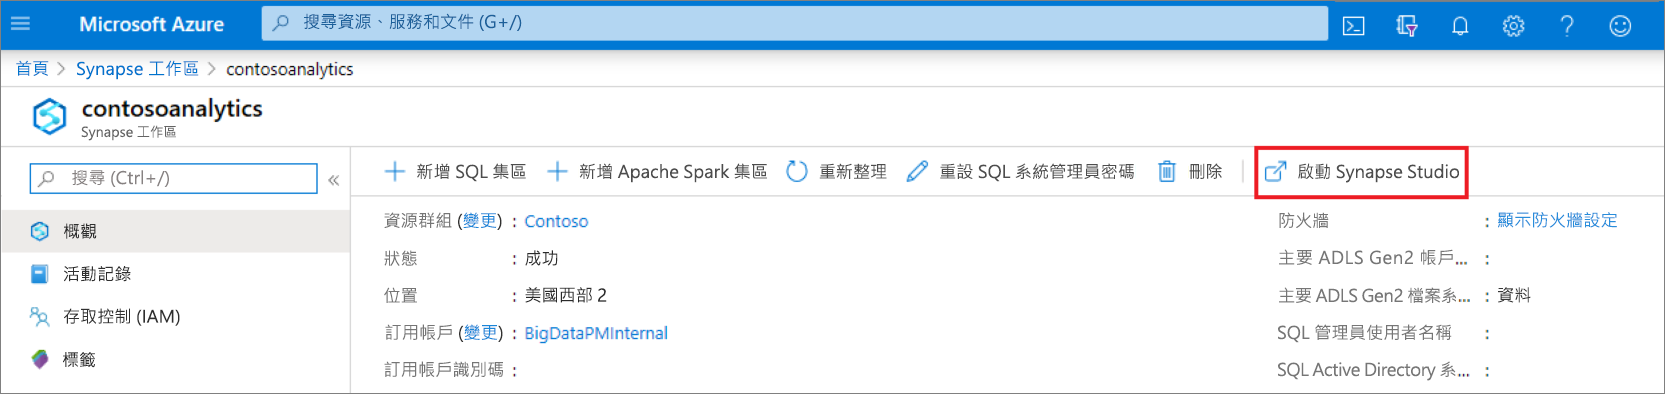 Microsoft Azure
搜尋資源、服務和文件 (G+/)
首頁 > Synapse 工作區 > contosoanalytics
contosoanalytics
Synapse 工作區
搜尋 (Ctrl+/)
«
概觀
活動記錄
存取控制 (IAM)
標籤
新增 SQL 集區
新增 Apache Spark 集區
重新整理
重設 SQL 系統管理員密碼
刪除
啟動 Synapse Studio
資源群組 (變更) : Contoso
狀態 : 成功
位置 : 美國西部 2
訂用帳戶 (變更) : BigDataPMInternal
訂用帳戶識別碼 :
防火牆 : 顯示防火牆設定
主要 ADLS Gen2 帳戶... :
主要 ADLS Gen2 檔案系... : 資料
SQL 管理員使用者名稱 :
SQL Active Directory 系... :